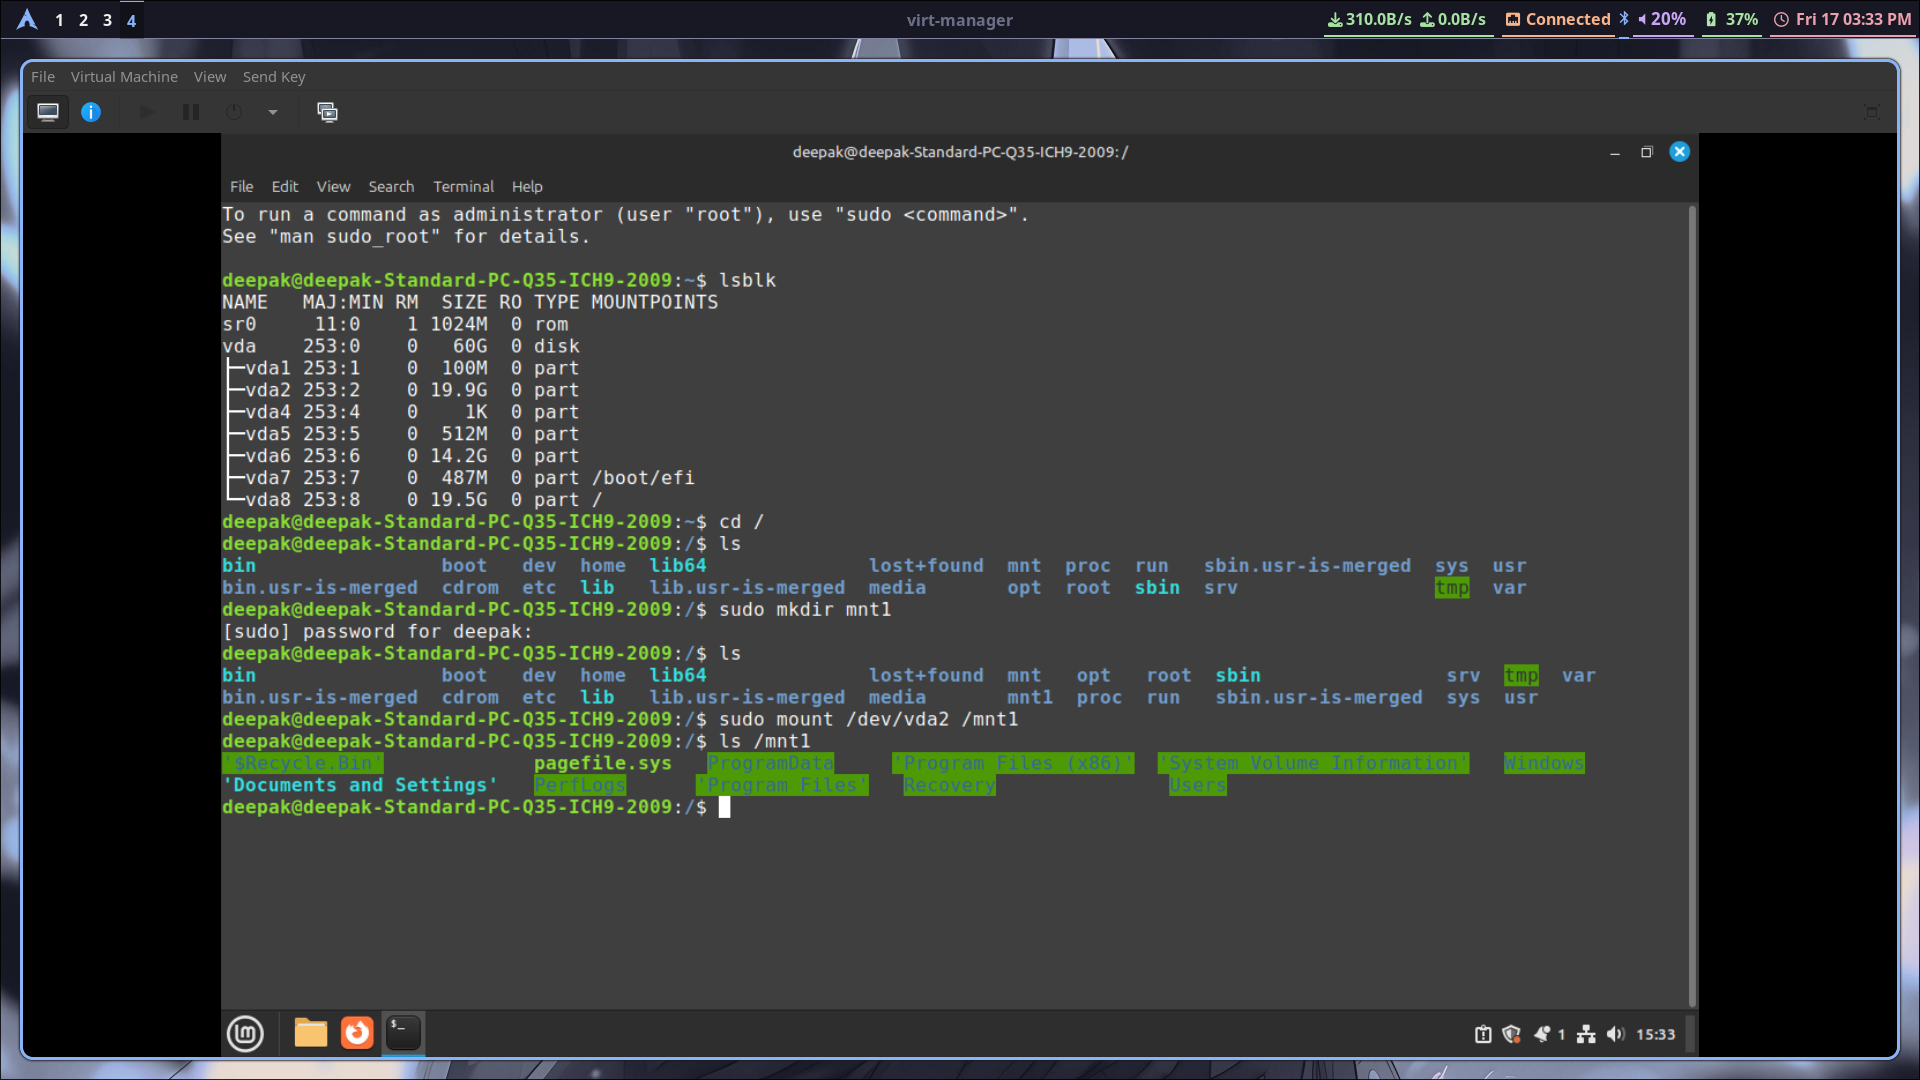 1 2 3 4 virt-manager 310.0B/s 0.0B/s Connected 20% 37% Fri 17 03:33 PM
File Virtual Machine View Send Key
deepak@deepak-Standard-PC-Q35-ICH9-2009: /
File Edit View Search Terminal Help
To run a command as administrator (user "root"), use "sudo <command>".
See "man sudo_root" for details.
deepak@deepak-Standard-PC-Q35-ICH9-2009:~$ lsblk
NAME   MAJ:MIN RM  SIZE RO TYPE MOUNTPOINTS
sr0     11:0    1 1024M  0 rom
vda    253:0    0   60G  0 disk
├─vda1 253:1    0  100M  0 part
├─vda2 253:2    0 19.9G  0 part
├─vda4 253:4    0    1K  0 part
├─vda5 253:5    0  512M  0 part
├─vda6 253:6    0 14.2G  0 part
├─vda7 253:7    0  487M  0 part /boot/efi
└─vda8 253:8    0 19.5G  0 part /
deepak@deepak-Standard-PC-Q35-ICH9-2009:~$ cd /
deepak@deepak-Standard-PC-Q35-ICH9-2009:/$ ls
bin                boot   dev  home  lib64              lost+found  mnt  proc  run   sbin.usr-is-merged  sys  usr
bin.usr-is-merged  cdrom  etc  lib   lib.usr-is-merged  media       opt  root  sbin  srv                 tmp  var
deepak@deepak-Standard-PC-Q35-ICH9-2009:/$ sudo mkdir mnt1
[sudo] password for deepak:
deepak@deepak-Standard-PC-Q35-ICH9-2009:/$ ls
bin                boot   dev  home  lib64              lost+found  mnt   opt   root  sbin                srv  tmp  var
bin.usr-is-merged  cdrom  etc  lib   lib.usr-is-merged  media       mnt1  proc  run   sbin.usr-is-merged  sys  usr
deepak@deepak-Standard-PC-Q35-ICH9-2009:/$ sudo mount /dev/vda2 /mnt1
deepak@deepak-Standard-PC-Q35-ICH9-2009:/$ ls /mnt1
'$Recycle.Bin'             pagefile.sys   ProgramData     'Program Files (x86)'  'System Volume Information'   Windows
'Documents and Settings'   PerfLogs      'Program Files'   Recovery               Users
deepak@deepak-Standard-PC-Q35-ICH9-2009:/$
1 15:33